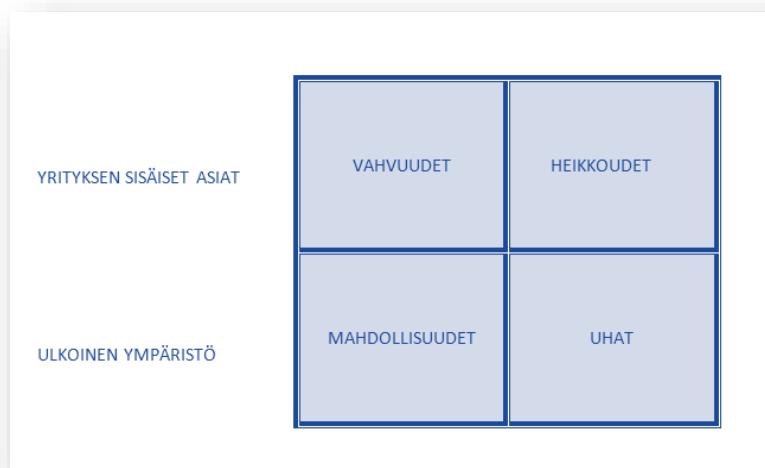 YRITYKSEN SISÄISET ASIAT
VAHVUUDET
HEIKKOUDET
ULKOINEN YMPÄRISTÖ
MAHDOLLISUUDET
UHAT